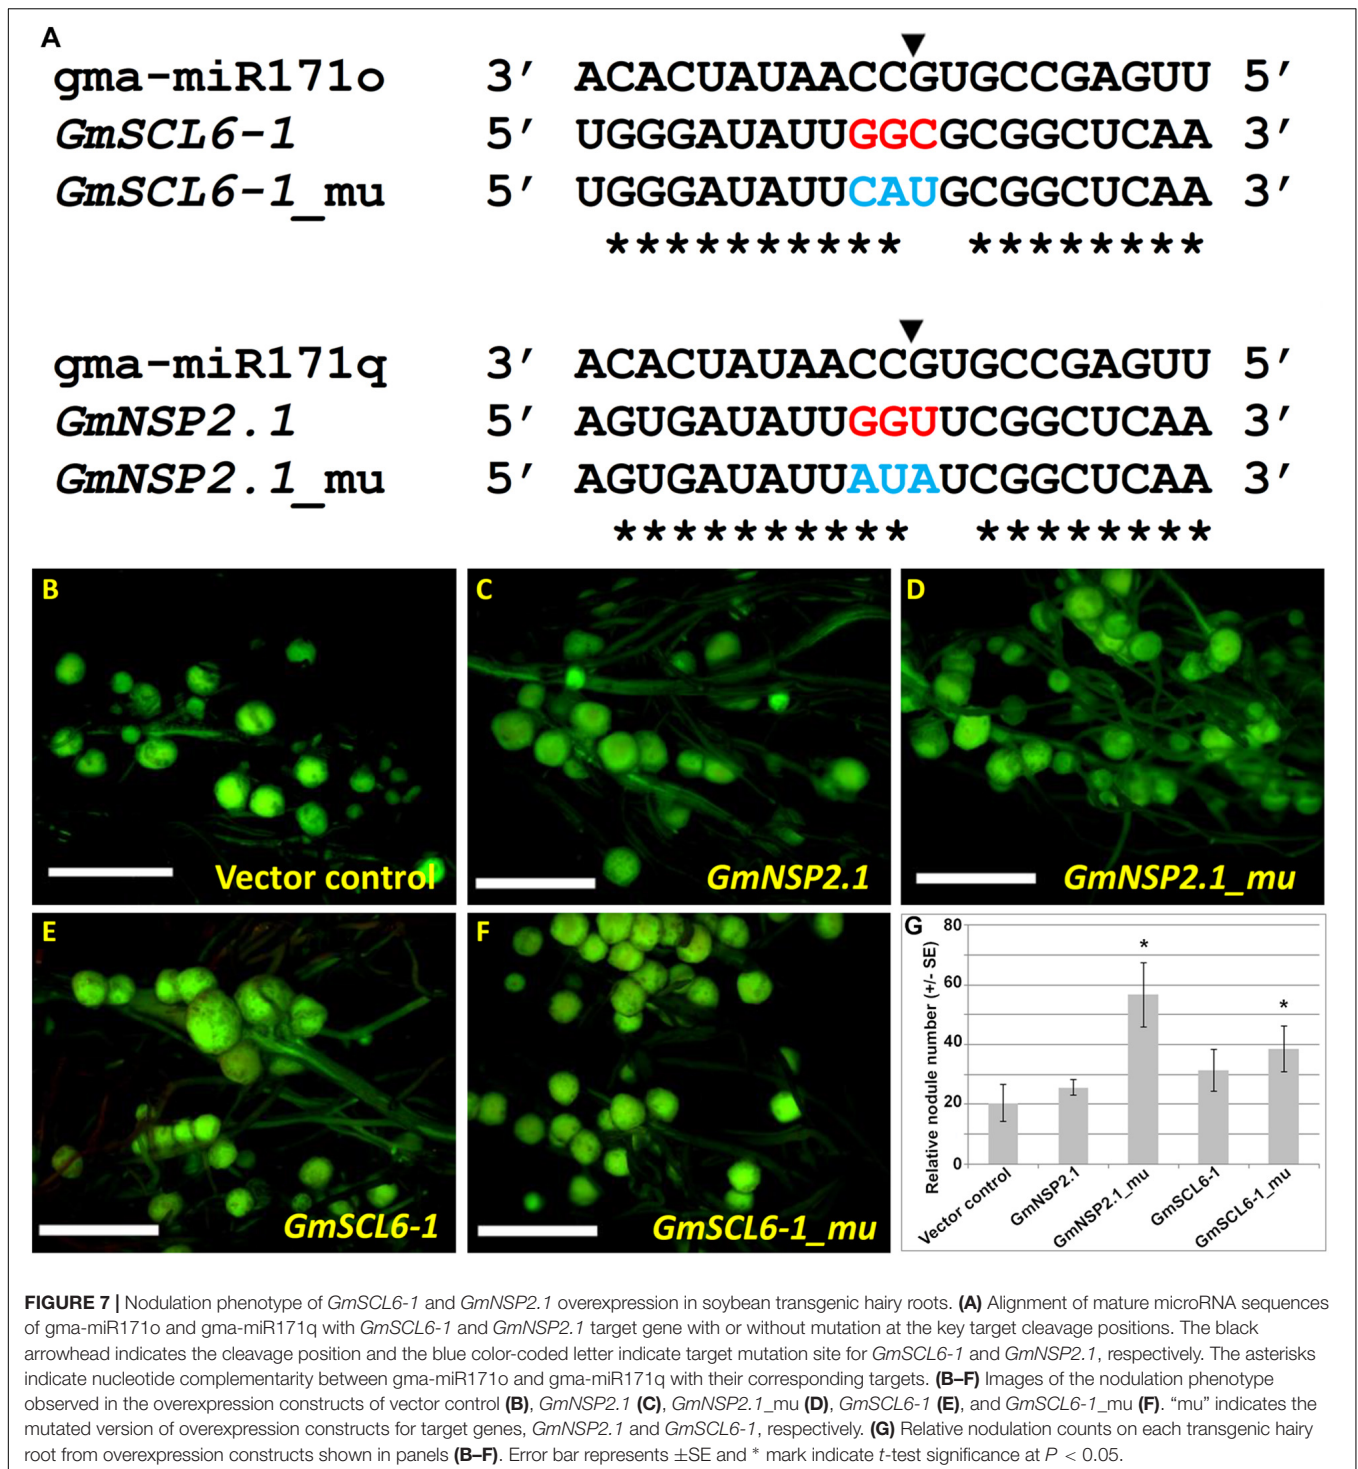 A
gma-miR171o 3′ ACACUAUAACCGUGCCGAGUU 5′
GmSCL6-1 5′ UGGGAUAUUGGCGCGGCUCAA 3′
GmSCL6-1_mu 5′ UGGGAUAUUCAUGCGGCUCAA 3′
********** ********
gma-miR171q 3′ ACACUAUAACCGUGCCGAGUU 5′
GmNSP2.1 5′ AGUGAUAUUGGUUCGGCUCAA 3′
GmNSP2.1_mu 5′ AGUGAUAUUAUAUCGGCUCAA 3′
********** ********
B
Vector control
C
GmNSP2.1
D
GmNSP2.1_mu
E
GmSCL6-1
F
GmSCL6-1_mu
G
Relative nodule number (+/- SE)
80
60
40
20
0
*
*
Vector control
GmNSP2.1
GmNSP2.1_mu
GmSCL6-1
GmSCL6-1_mu
FIGURE 7 | Nodulation phenotype of GmSCL6-1 and GmNSP2.1 overexpression in soybean transgenic hairy roots. (A) Alignment of mature microRNA sequences
of gma-miR171o and gma-miR171q with GmSCL6-1 and GmNSP2.1 target gene with or without mutation at the key target cleavage positions. The black
arrowhead indicates the cleavage position and the blue color-coded letter indicate target mutation site for GmSCL6-1 and GmNSP2.1, respectively. The asterisks
indicate nucleotide complementarity between gma-miR171o and gma-miR171q with their corresponding targets. (B–F) Images of the nodulation phenotype
observed in the overexpression constructs of vector control (B), GmNSP2.1 (C), GmNSP2.1_mu (D), GmSCL6-1 (E), and GmSCL6-1_mu (F). “mu” indicates the
mutated version of overexpression constructs for target genes, GmNSP2.1 and GmSCL6-1, respectively. (G) Relative nodulation counts on each transgenic hairy
root from overexpression constructs shown in panels (B–F). Error bar represents ±SE and * mark indicate t-test significance at P < 0.05.